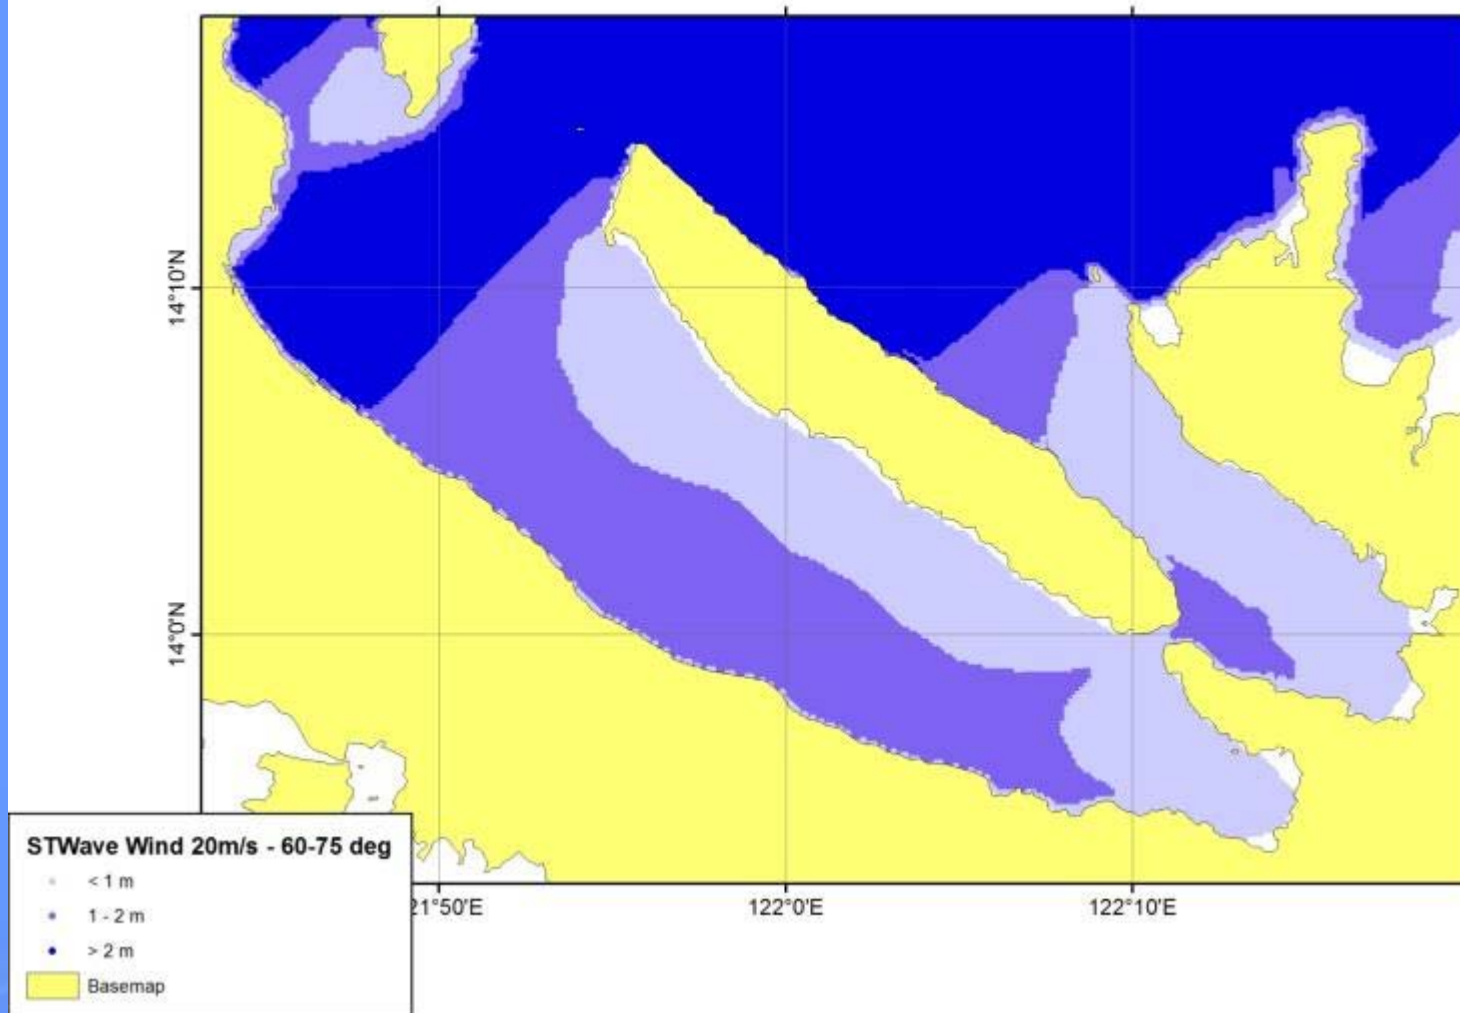 14°10'N
14°0'N
21°50'E
122°0'E
122°10'E
STWave Wind 20m/s - 60-75 deg
< 1 m
1 - 2 m
> 2 m
Basemap